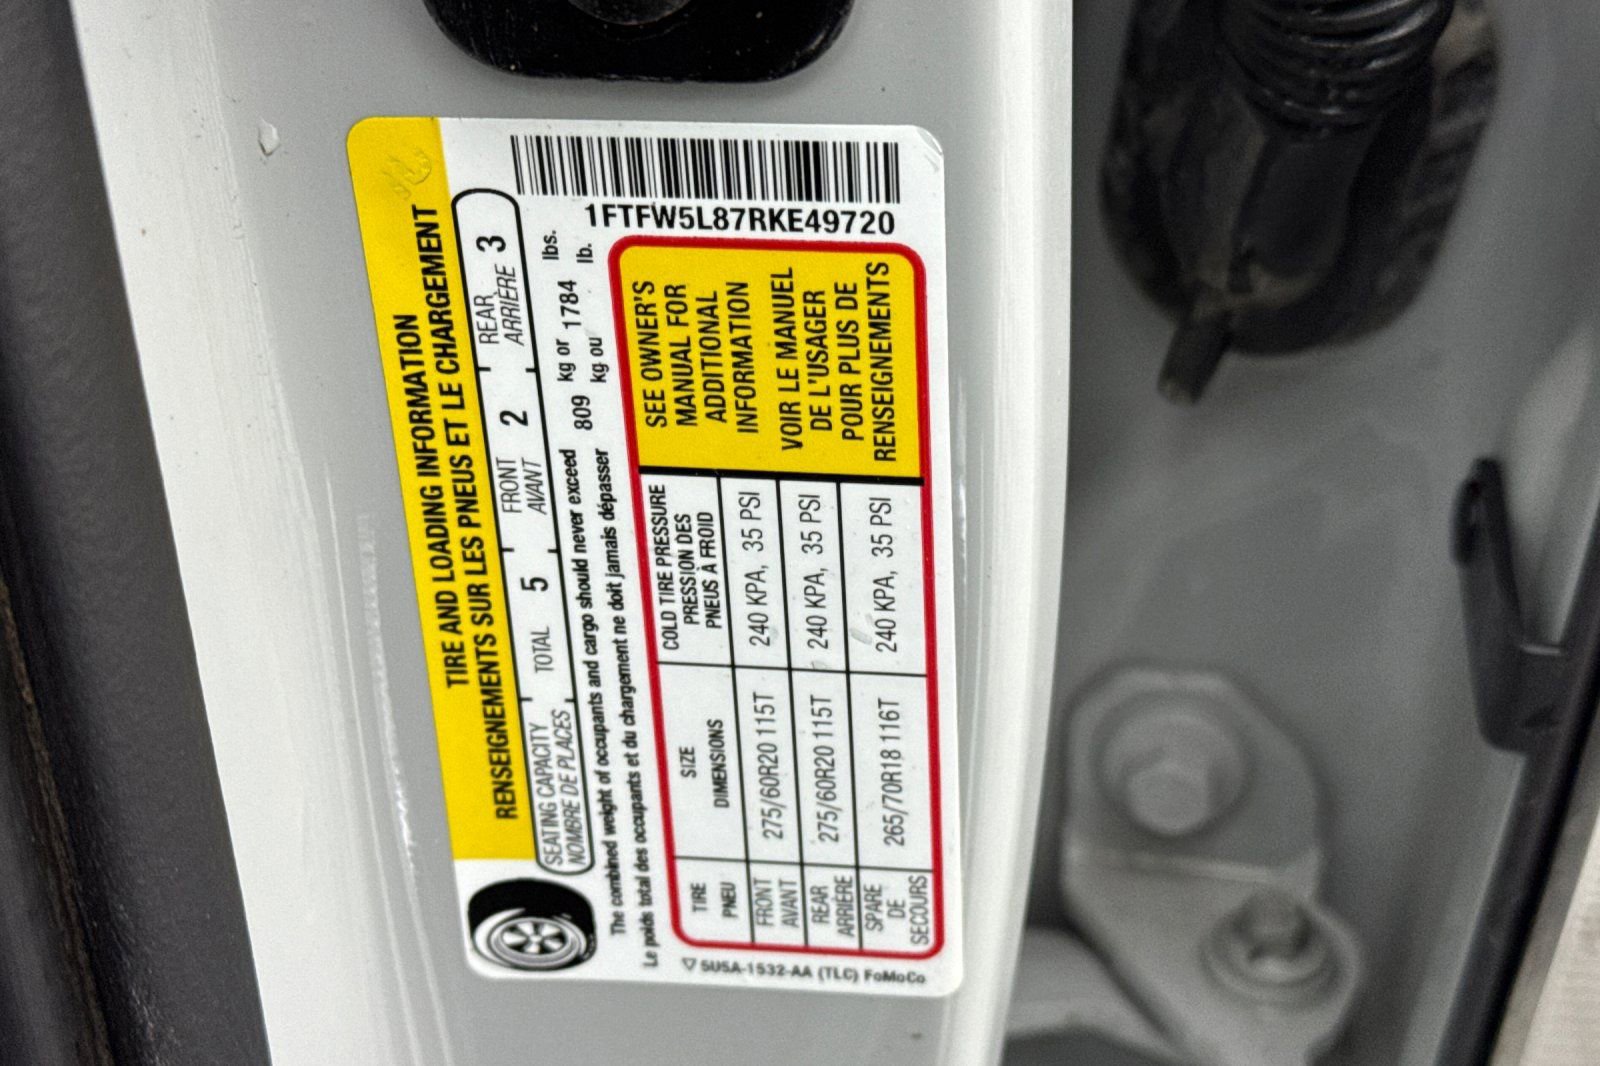 TIRE AND LOADING INFORMATION
RENSEIGNEMENTS SUR LES PNEUS ET LE CHARGEMENT
SEATING CAPACITY TOTAL 5 FRONT 2 REAR 3
NOMBRE DE PLACES AVANT ARRIÈRE
The combined weight of occupants and cargo should never exceed 809 kg or 1784 lbs.
Le poids total des occupants et du chargement ne doit jamais dépasser kg ou lb.
1FTFW5L87RKE49720
TIRE SIZE COLD TIRE PRESSURE
PNEU DIMENSIONS PRESSION DES
PNEUS À FROID
FRONT 275/60R20 115T 240 KPA, 35 PSI
AVANT
REAR 275/60R20 115T 240 KPA, 35 PSI
ARRIÈRE
SPARE 265/70R18 116T 240 KPA, 35 PSI
DE
SECOURS
SEE OWNER'S
MANUAL FOR
ADDITIONAL
INFORMATION
VOIR LE MANUEL
DE L'USAGER
POUR PLUS DE
RENSEIGNEMENTS
5U5A-1532-AA (TLC) FoMoCo